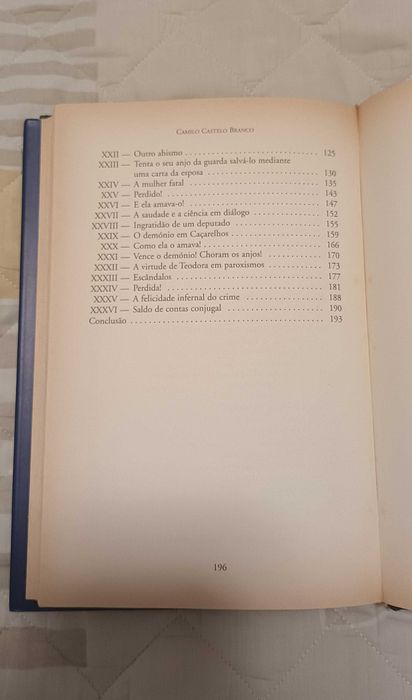 Camilo Castelo Branco
XXII — Outro abismo 125
XXIII — Tenta o seu anjo da guarda salvá-lo mediante
uma carta da esposa 130
XXIV — A mulher fatal 135
XXV — Perdido! 143
XXVI — E ela amava-o! 147
XXVII — A saudade e a ciência em diálogo 152
XXVIII — Ingratidão de um deputado 155
XXIX — O demónio em Caçarelhos 159
XXX — Como ela o amava! 166
XXXI — Vence o demónio! Choram os anjos! 170
XXXII — A virtude de Teodora em paroxismos 173
XXXIII — Escândalos 177
XXXIV — Perdida! 181
XXXV — A felicidade infernal do crime 188
XXXVI — Saldo de contas conjugal 190
Conclusão 193
196